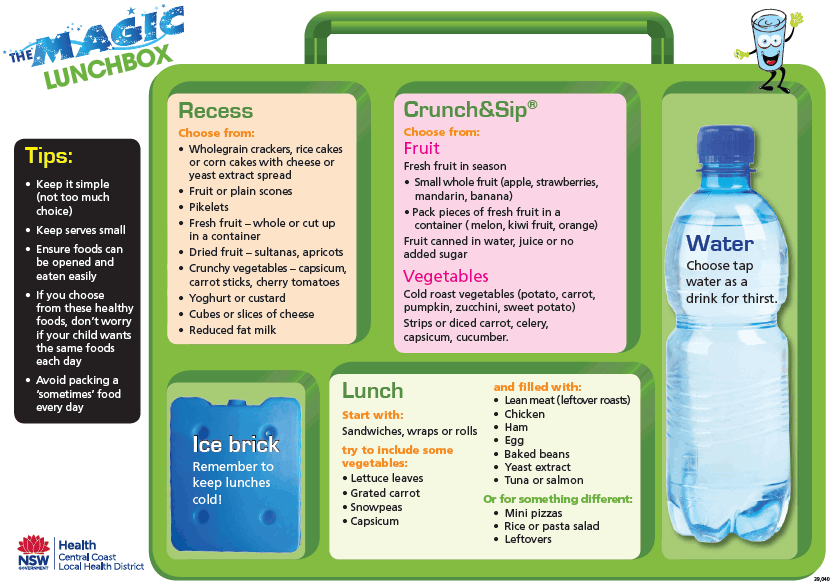 THE MAGIC
LUNCHBOX
Tips:
• Keep it simple
(not too much
choice)
• Keep serves small
• Ensure foods can
be opened and
eaten easily
• If you choose
from these healthy
foods, don't worry
if your child wants
the same foods
each day
• Avoid packing a
'sometimes' food
every day
Recess
Choose from:
• Wholegrain crackers, rice cakes
or corn cakes with cheese or
yeast extract spread
• Fruit or plain scones
• Pikelets
• Fresh fruit – whole or cut up
in a container
• Dried fruit – sultanas, apricots
• Crunchy vegetables – capsicum,
carrot sticks, cherry tomatoes
• Yoghurt or custard
• Cubes or slices of cheese
• Reduced fat milk
Crunch&Sip®
Choose from:
Fruit
Fresh fruit in season
• Small whole fruit (apple, strawberries,
mandarin, banana)
• Pack pieces of fresh fruit in a
container ( melon, kiwi fruit, orange)
Fruit canned in water, juice or no
added sugar
Vegetables
Cold roast vegetables (potato, carrot,
pumpkin, zucchini, sweet potato)
Strips or diced carrot, celery,
capsicum, cucumber.
Water
Choose tap
water as a
drink for thirst.
Ice brick
Remember to
keep lunches
cold!
Lunch
Start with:
Sandwiches, wraps or rolls
try to include some
vegetables:
• Lettuce leaves
• Grated carrot
• Snowpeas
• Capsicum
and filled with:
• Lean meat (leftover roasts)
• Chicken
• Ham
• Egg
• Baked beans
• Yeast extract
• Tuna or salmon
Or for something different:
• Mini pizzas
• Rice or pasta salad
• Leftovers
NSW
GOVERNMENT
Health
Central Coast
Local Health District
39,040